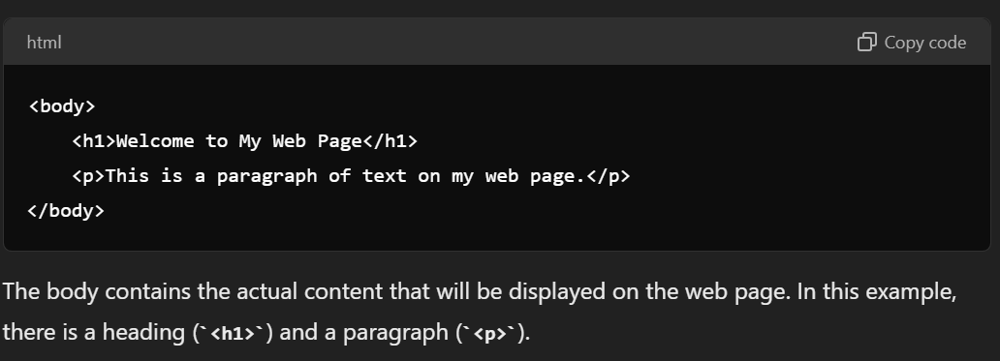 html
Copy code
<body>
<h1>Welcome to My Web Page</h1>
<p>This is a paragraph of text on my web page.</p>
</body>
The body contains the actual content that will be displayed on the web page. In this example,
there is a heading (`<h1>`) and a paragraph (`<p>`).